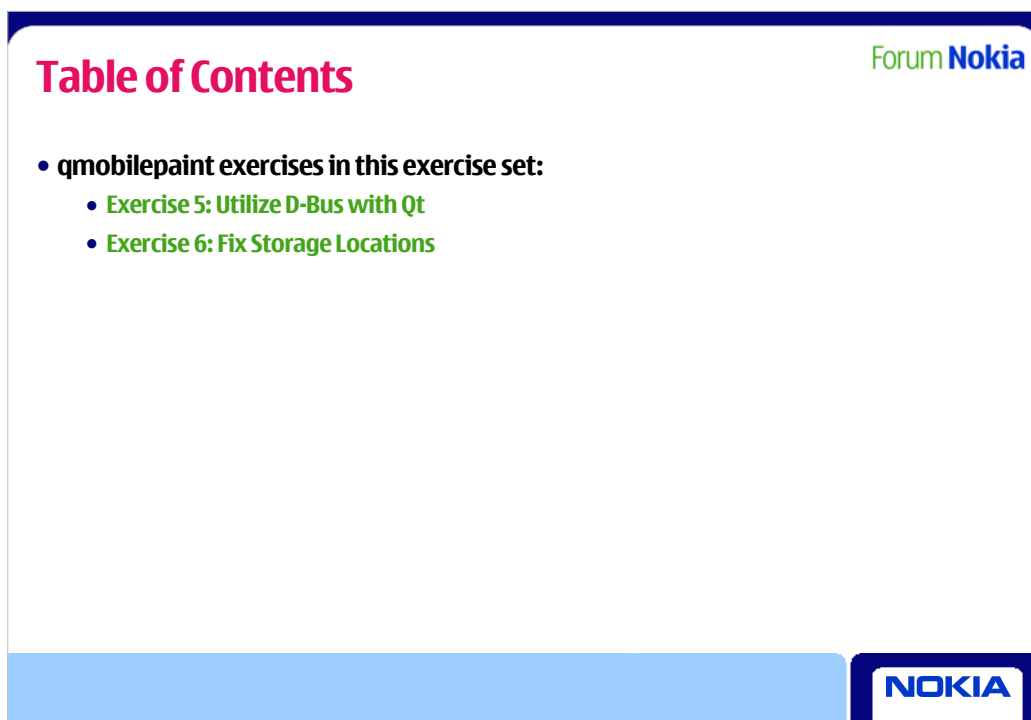 Table of Contents
Forum Nokia
• qmobilepaint exercises in this exercise set:
• Exercise 5: Utilize D-Bus with Qt
• Exercise 6: Fix Storage Locations
NOKIA